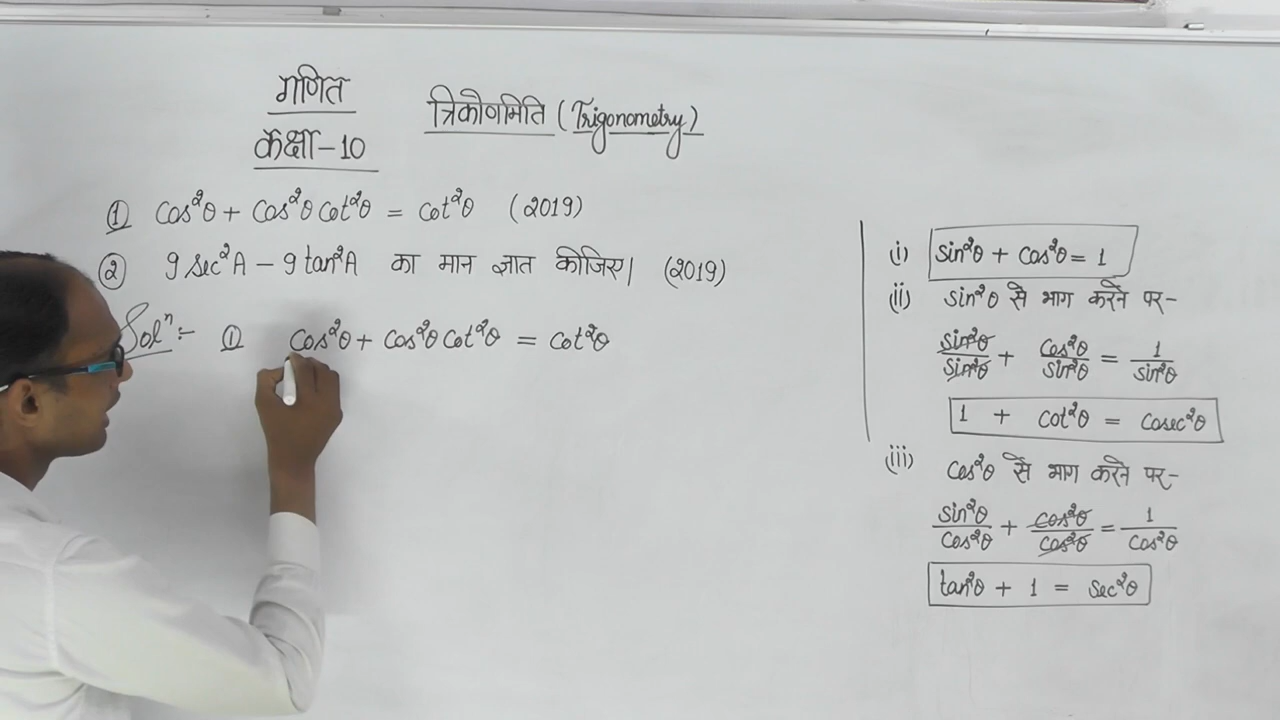 गणित
कक्षा-10
त्रिकोणमिति (Trigonometry)
① cos²θ + cos²θ cot²θ = cot²θ (2019)
② 9 sec²A - 9 tan²A का मान ज्ञात कीजिए। (2019)
Solⁿ:- ① cos²θ + cos²θ cot²θ = cot²θ
(i) sin²θ + cos²θ = 1
(ii) sin²θ से भाग करने पर-
sin²θ/sin²θ + cos²θ/sin²θ = 1/sin²θ
1 + cot²θ = cosec²θ
(iii) cos²θ से भाग करने पर-
sin²θ/cos²θ + cos²θ/cos²θ = 1/cos²θ
tan²θ + 1 = sec²θ